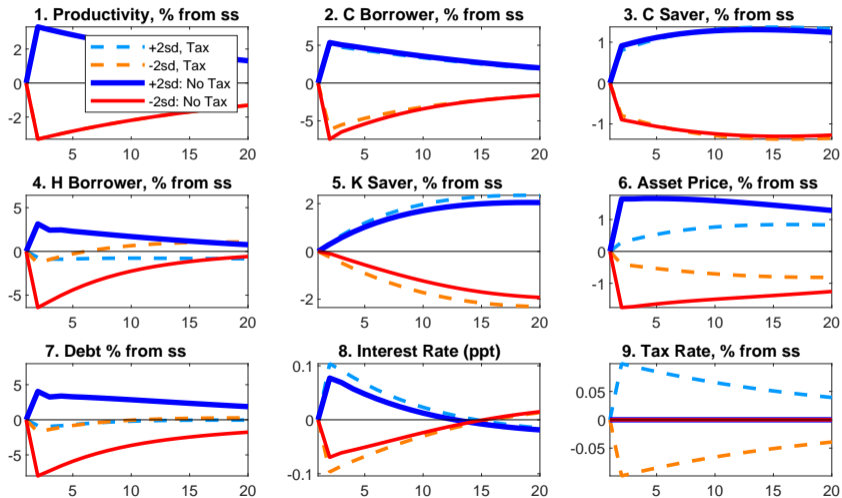 1. Productivity, % from ss
2
0
-2
+2sd, Tax
-2sd, Tax
+2sd: No Tax
-2sd: No Tax
5 10 15 20
2. C Borrower, % from ss
5
0
-5
5 10 15 20
3. C Saver, % from ss
1
0
-1
5 10 15 20
4. H Borrower, % from ss
5
0
-5
5 10 15 20
5. K Saver, % from ss
2
0
-2
5 10 15 20
6. Asset Price, % from ss
1
0
-1
5 10 15 20
7. Debt % from ss
5
0
-5
5 10 15 20
8. Interest Rate (ppt)
0.1
0
-0.1
5 10 15 20
9. Tax Rate, % from ss
0.05
0
-0.05
5 10 15 20